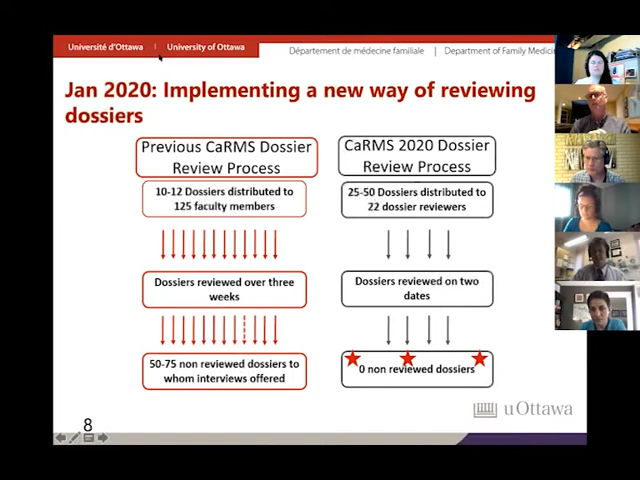 Université d'Ottawa | University of Ottawa
Département de médecine familiale | Department of Family Medicin
Jan 2020: Implementing a new way of reviewing
dossiers
Previous CaRMS Dossier
Review Process
10-12 Dossiers distributed to
125 faculty members
Dossiers reviewed over three
weeks
50-75 non reviewed dossiers to
whom interviews offered
CaRMS 2020 Dossier
Review Process
25-50 Dossiers distributed to
22 dossier reviewers
Dossiers reviewed on two
dates
0 non reviewed dossiers
uOttawa
8